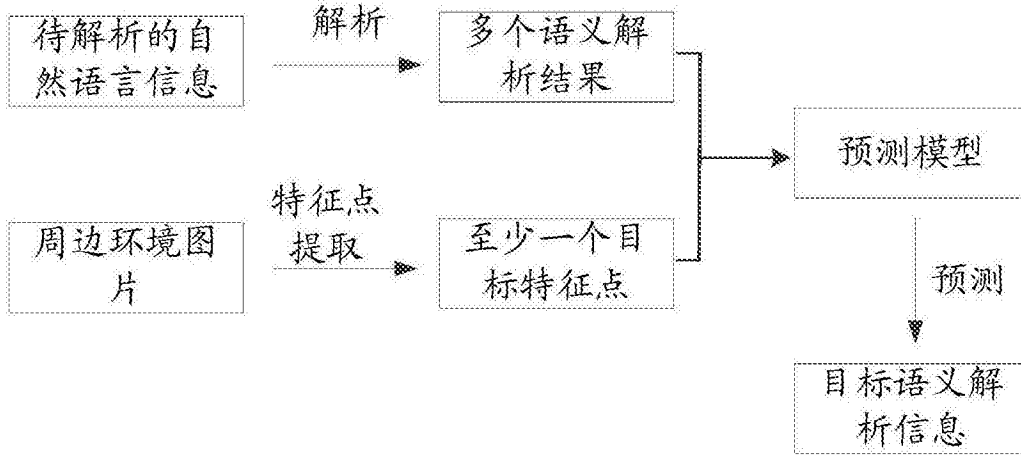 待解析的自
然语言信息
解析
多个语义解
析结果
预测模型
周边环境图
片
特征点
提取
至少一个目
标特征点
预测
目标语义解
析信息